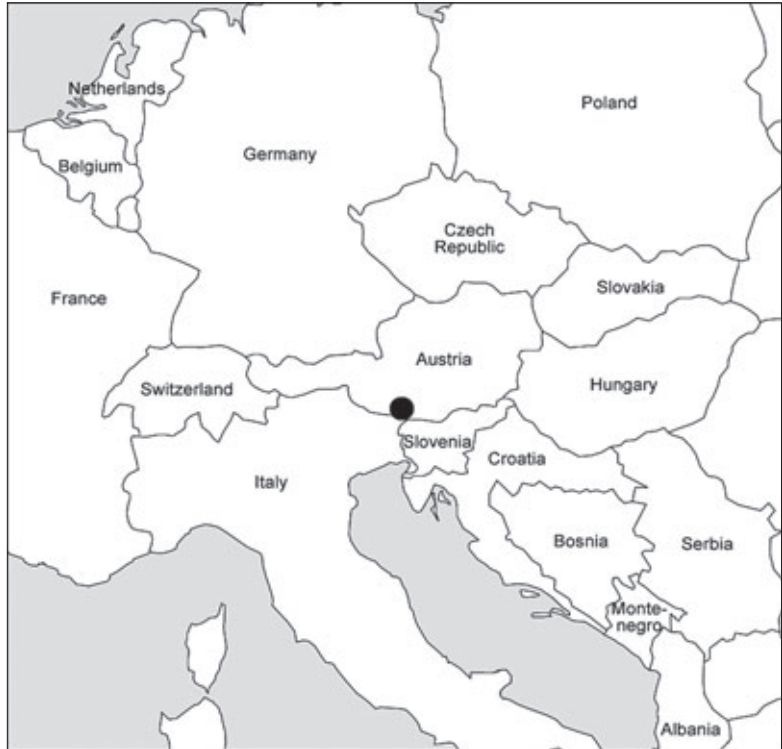 Netherlands
Poland
Germany
Belgium
Czech
Republic
Slovakia
France
Austria
Switzerland
Hungary
Slovenia
Croatia
Italy
Bosnia
Serbia
Monte-
negro
Albania